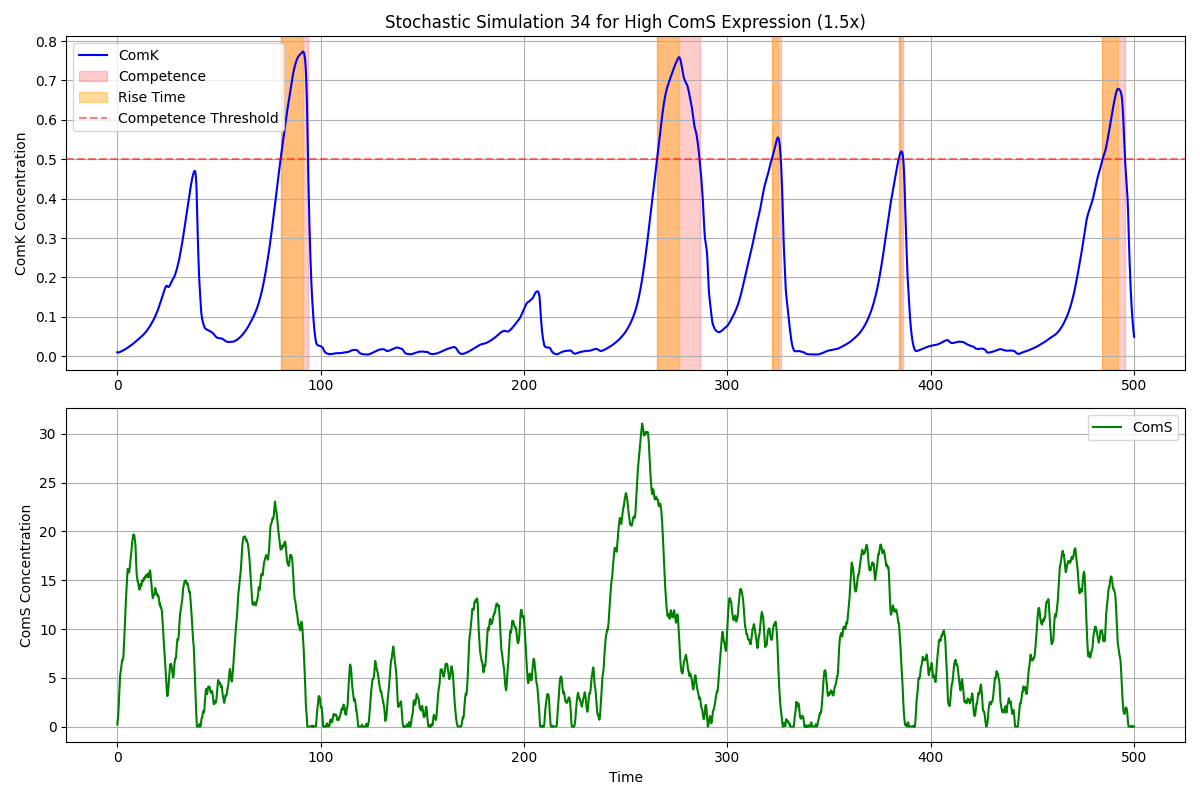 Stochastic Simulation 34 for High ComS Expression (1.5x)
ComK Concentration
0.8
0.7
0.6
0.5
0.4
0.3
0.2
0.1
0.0
ComK
Competence
Rise Time
Competence Threshold
0 100 200 300 400 500
ComS Concentration
30
25
20
15
10
5
0
ComS
0 100 200 300 400 500
Time